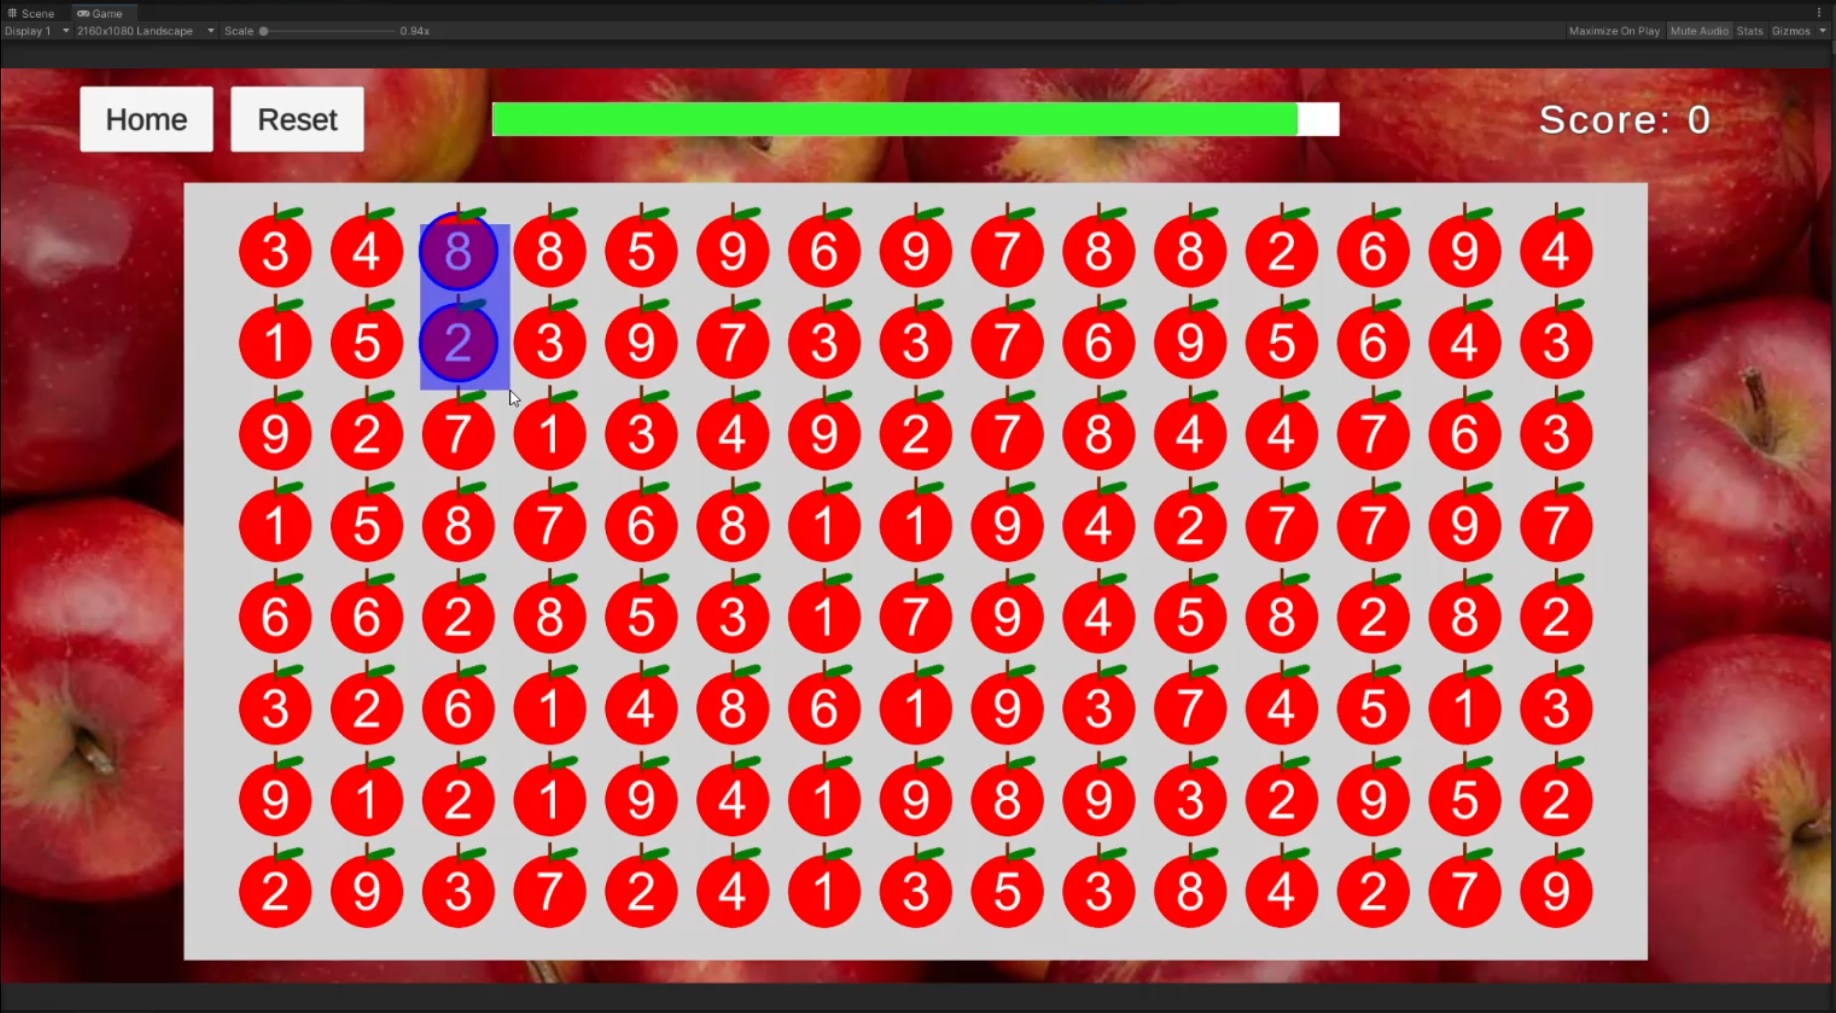 Scene Game
Display 1 2160x1080 Landscape Scale 0.94x Maximize On Play Mute Audio Stats Gizmos
Home Reset Score: 0
3 4 8 8 5 9 6 9 7 8 8 2 6 9 4
1 5 2 3 9 7 3 3 7 6 9 5 6 4 3
9 2 7 1 3 4 9 2 7 8 4 4 7 6 3
1 5 8 7 6 8 1 1 9 4 2 7 7 9 7
6 6 2 8 5 3 1 7 9 4 5 8 2 8 2
3 2 6 1 4 8 6 1 9 3 7 4 5 1 3
9 1 2 1 9 4 1 9 8 9 3 2 9 5 2
2 9 3 7 2 4 1 3 5 3 8 4 2 7 9